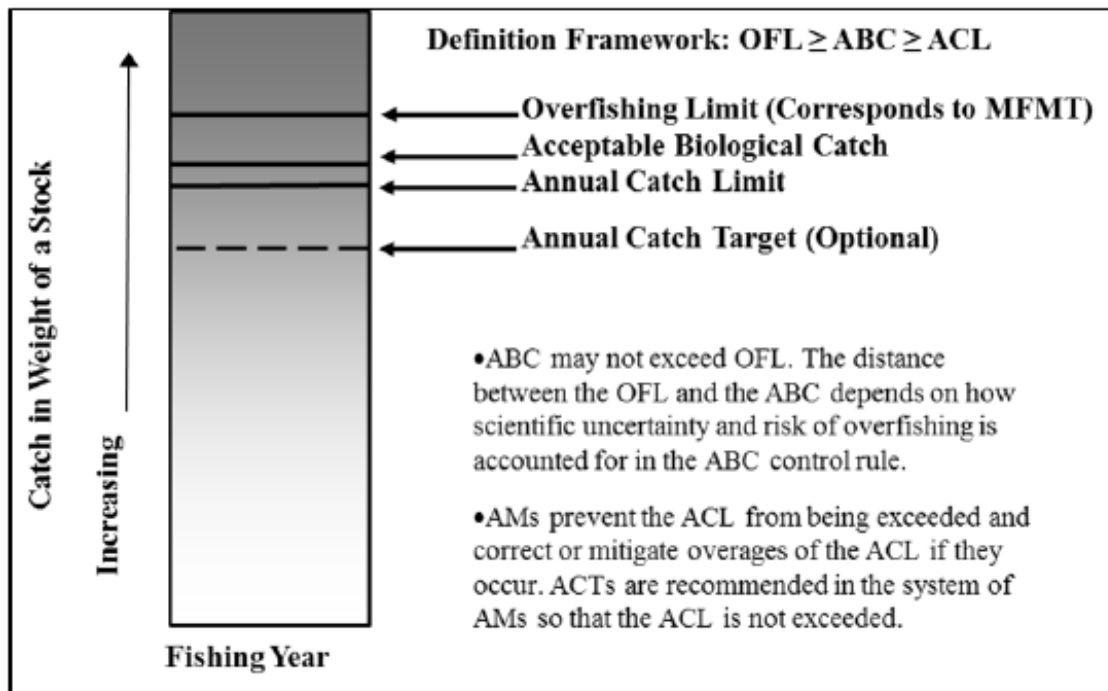 Definition Framework: OFL ≥ ABC ≥ ACL
Overfishing Limit (Corresponds to MFMT)
Acceptable Biological Catch
Annual Catch Limit
Annual Catch Target (Optional)
Catch in Weight of a Stock
Increasing
•ABC may not exceed OFL. The distance
between the OFL and the ABC depends on how
scientific uncertainty and risk of overfishing is
accounted for in the ABC control rule.
•AMs prevent the ACL from being exceeded and
correct or mitigate overages of the ACL if they
occur. ACTs are recommended in the system of
AMs so that the ACL is not exceeded.
Fishing Year